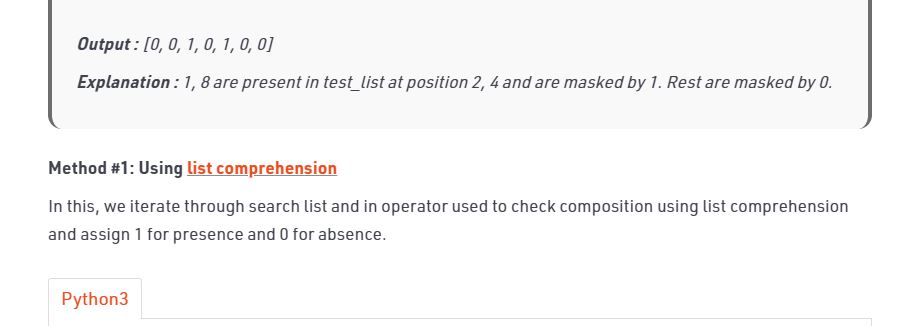 Output : [0, 0, 1, 0, 1, 0, 0]
Explanation : 1, 8 are present in test_list at position 2, 4 and are masked by 1. Rest are masked by 0.
Method #1: Using list comprehension
In this, we iterate through search list and in operator used to check composition using list comprehension
and assign 1 for presence and 0 for absence.
Python3